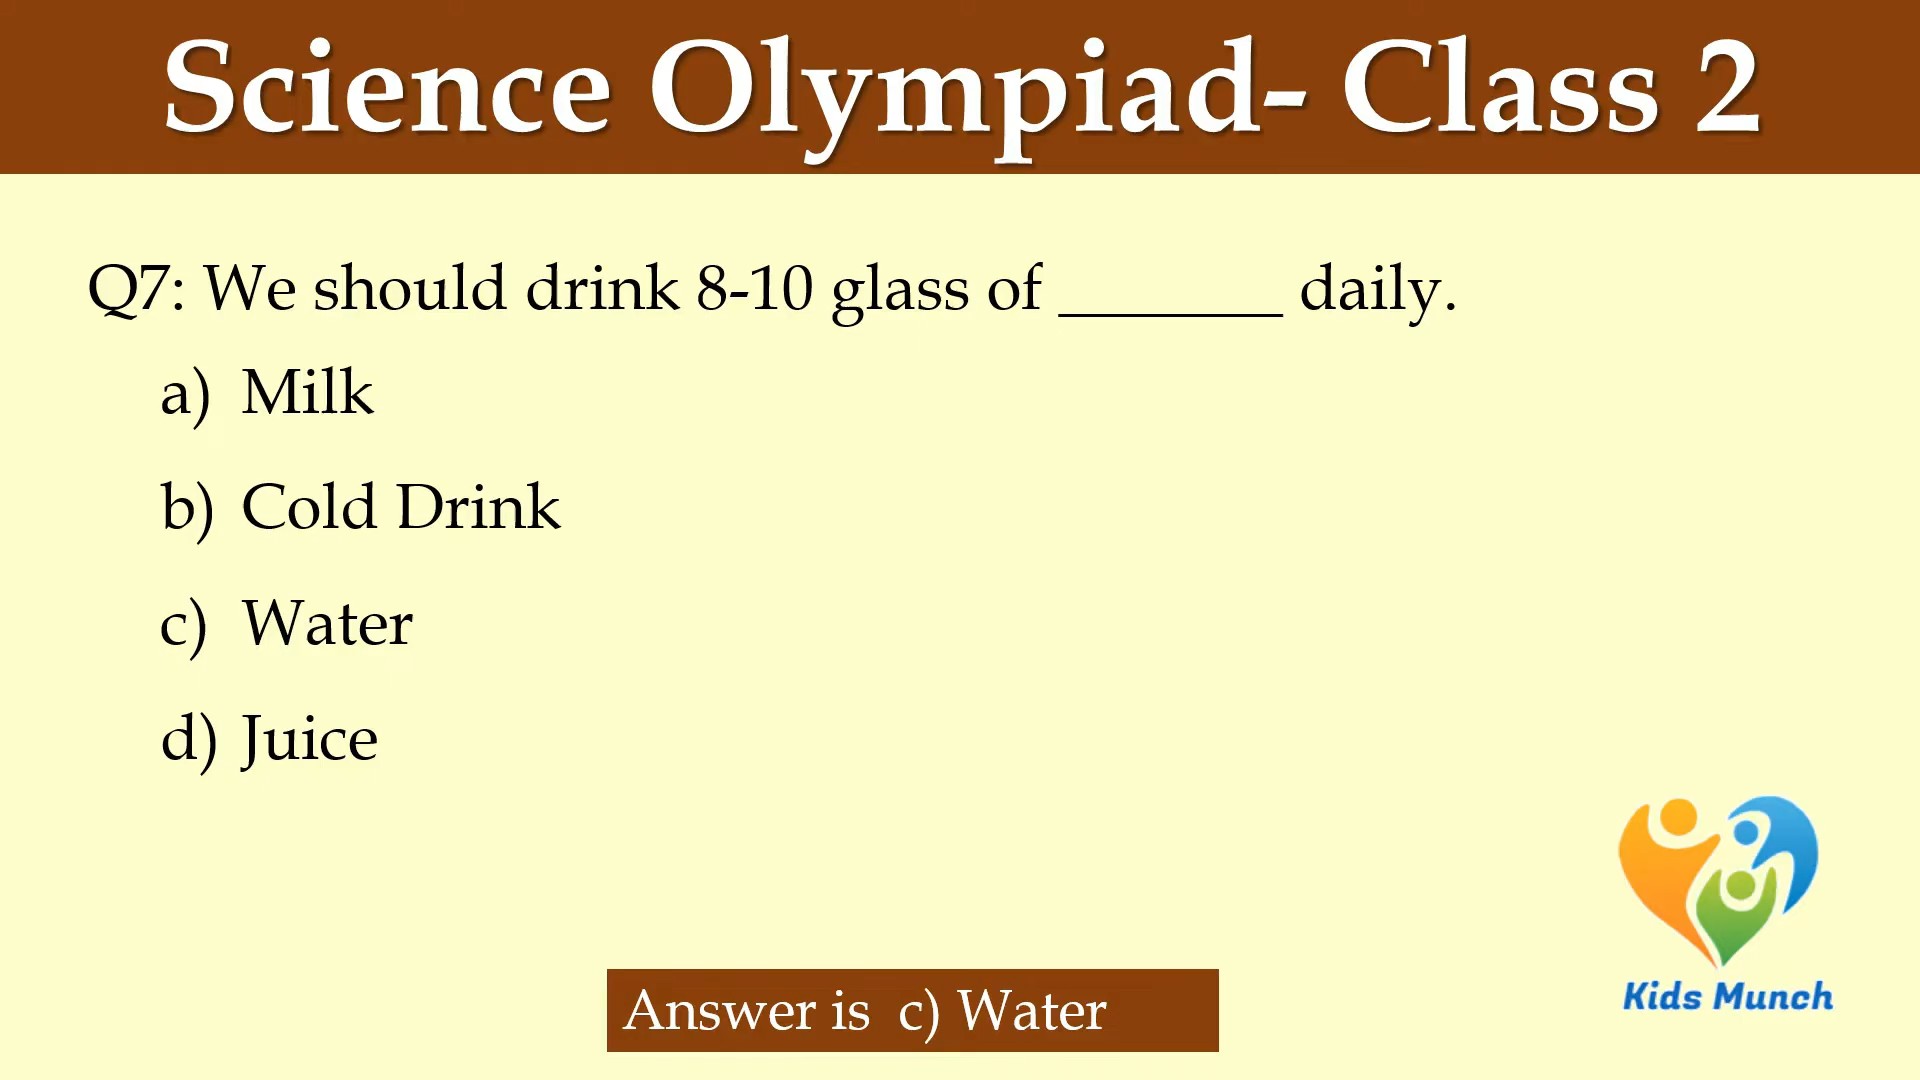 Science Olympiad- Class 2
Q7: We should drink 8-10 glass of _______ daily.
a) Milk
b) Cold Drink
c) Water
d) Juice
Kids Munch
Answer is c) Water